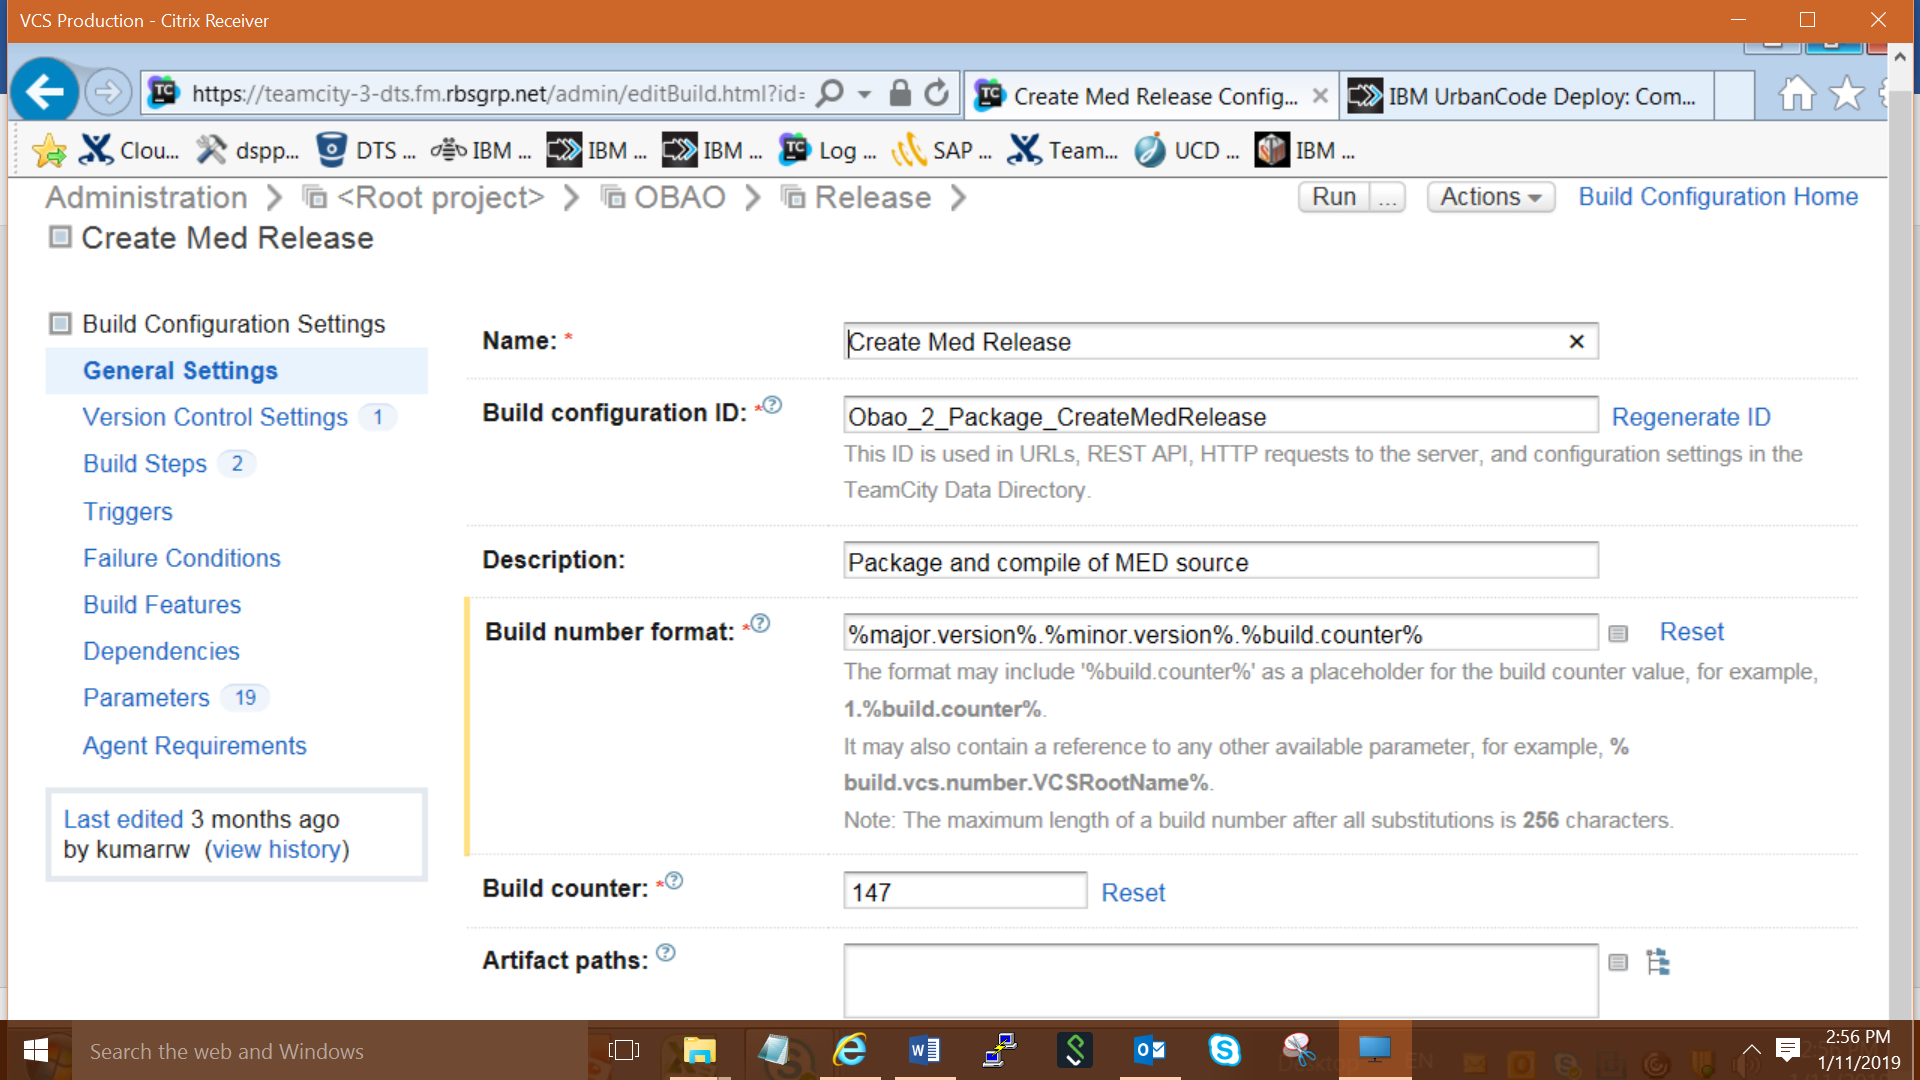 VCS Production - Citrix Receiver
https://teamcity-3-dts.fm.rbsgrp.net/admin/editBuild.html?id=
Create Med Release Config...
IBM UrbanCode Deploy: Com...
Clou... dspp... DTS ... IBM ... IBM ... IBM ... Log ... SAP ... Team... UCD ... IBM ...
Administration <Root project> OBAO Release
Run ... Actions Build Configuration Home
Create Med Release
Build Configuration Settings
General Settings
Version Control Settings 1
Build Steps 2
Triggers
Failure Conditions
Build Features
Dependencies
Parameters 19
Agent Requirements
Last edited 3 months ago
by kumarrw (view history)
Name: * Create Med Release
Build configuration ID: * Obao_2_Package_CreateMedRelease Regenerate ID
This ID is used in URLs, REST API, HTTP requests to the server, and configuration settings in the
TeamCity Data Directory.
Description: Package and compile of MED source
Build number format: * %major.version%.%minor.version%.%build.counter% Reset
The format may include '%build.counter%' as a placeholder for the build counter value, for example,
1.%build.counter%.
It may also contain a reference to any other available parameter, for example, %
build.vcs.number.VCSRootName%.
Note: The maximum length of a build number after all substitutions is 256 characters.
Build counter: * 147 Reset
Artifact paths:
Search the web and Windows
2:56 PM
1/11/2019